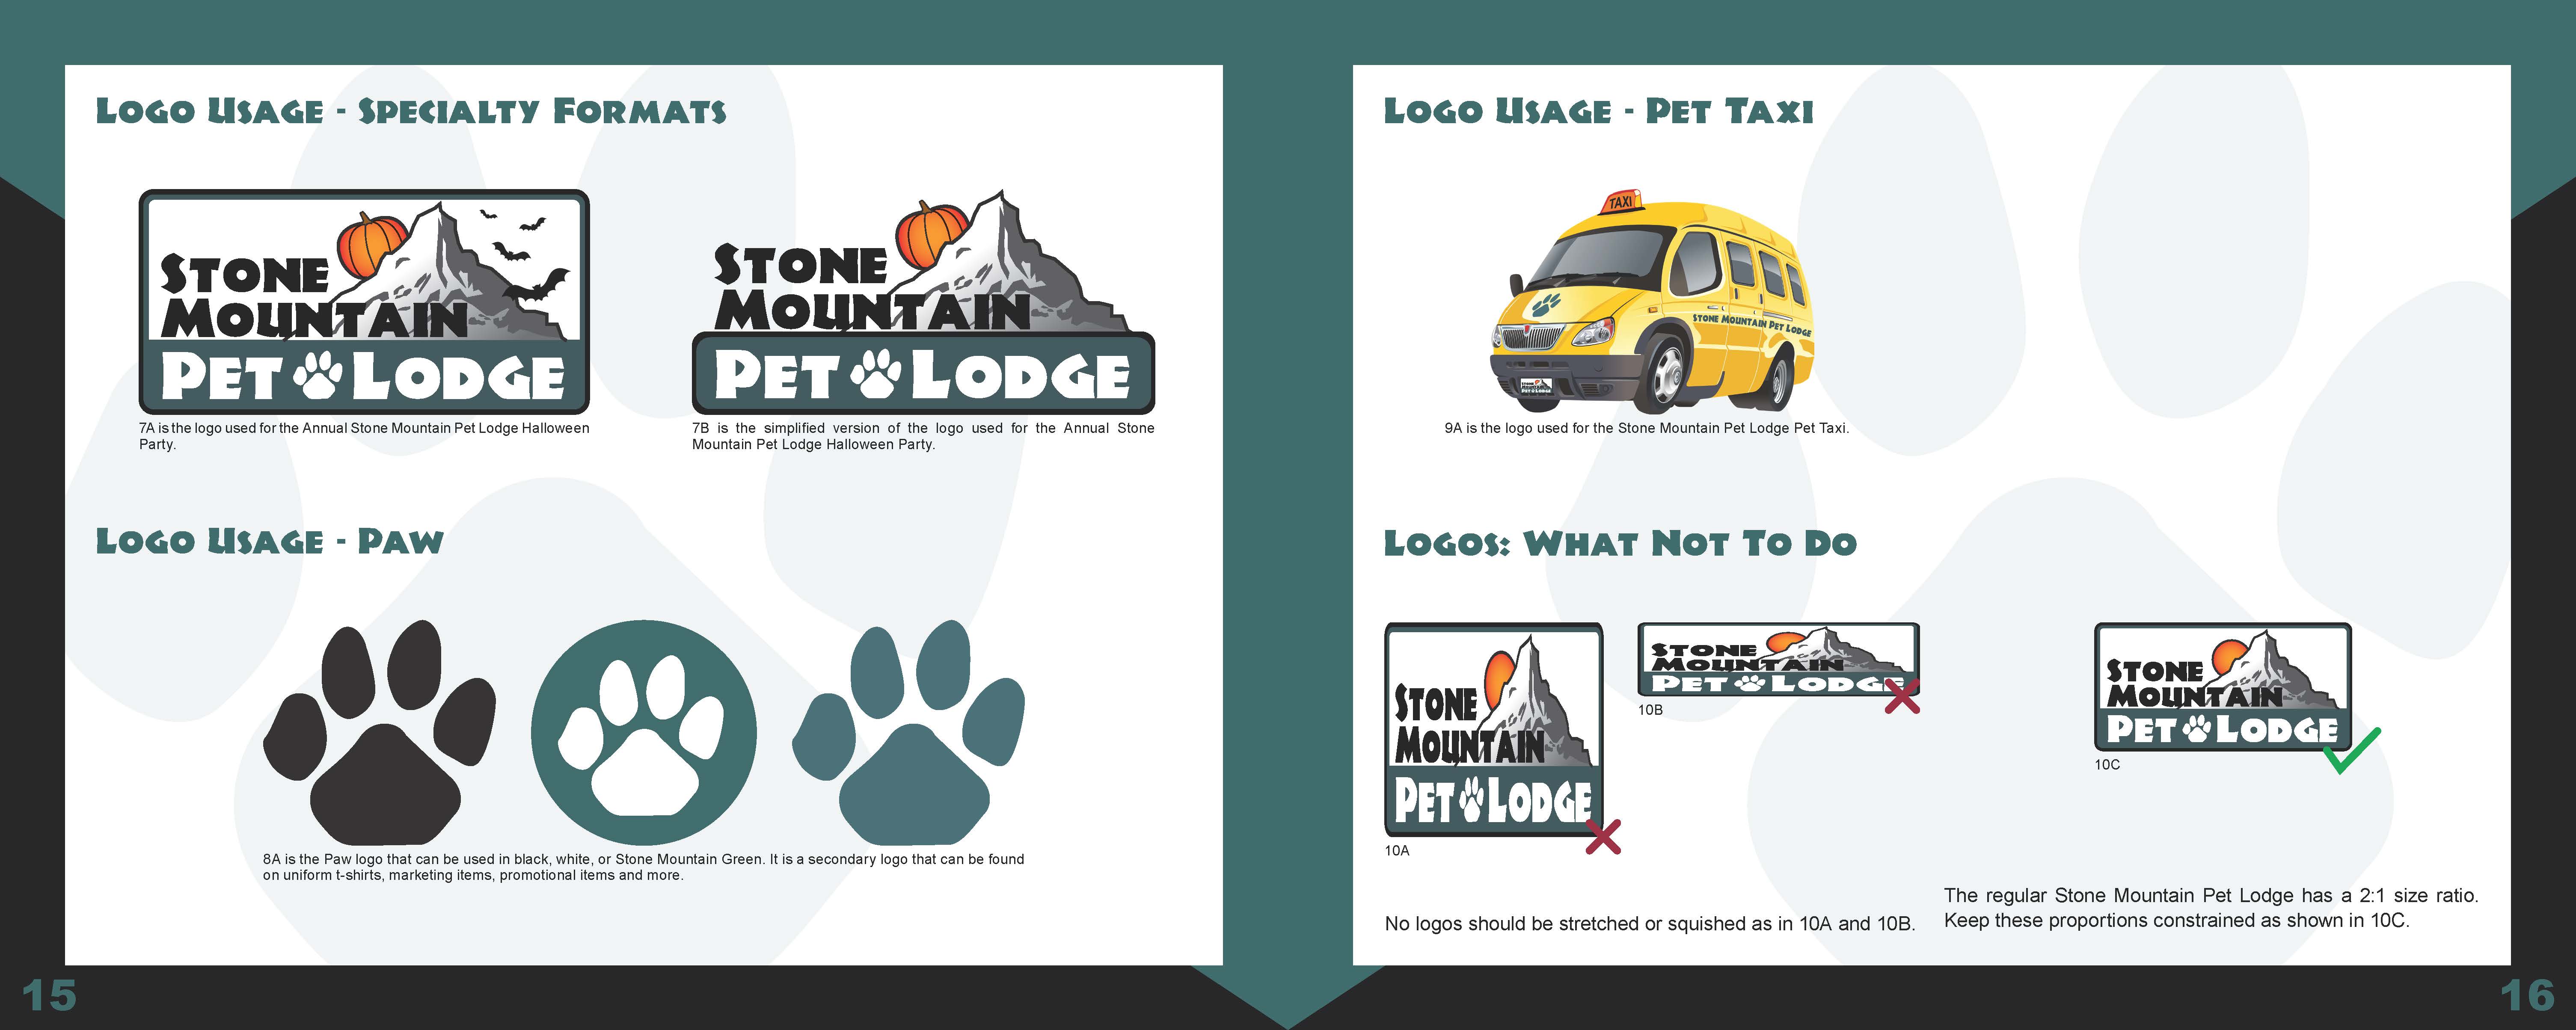 Logo Usage - Specialty Formats
Stone
Mountain
Pet Lodge
7A is the logo used for the Annual Stone Mountain Pet Lodge Halloween
Party.
Stone
Mountain
Pet Lodge
7B is the simplified version of the logo used for the Annual Stone
Mountain Pet Lodge Halloween Party.
Logo Usage - Paw
8A is the Paw logo that can be used in black, white, or Stone Mountain Green. It is a secondary logo that can be found
on uniform t-shirts, marketing items, promotional items and more.
15
Logo Usage - Pet Taxi
TAXI
Stone Mountain Pet Lodge
Stone
Mountain
Pet Lodge
9A is the logo used for the Stone Mountain Pet Lodge Pet Taxi.
Logos: What Not To Do
Stone
Mountain
Pet Lodge
10A
Stone
Mountain
Pet Lodge
10B
No logos should be stretched or squished as in 10A and 10B.
Stone
Mountain
Pet Lodge
10C
The regular Stone Mountain Pet Lodge has a 2:1 size ratio.
Keep these proportions constrained as shown in 10C.
16